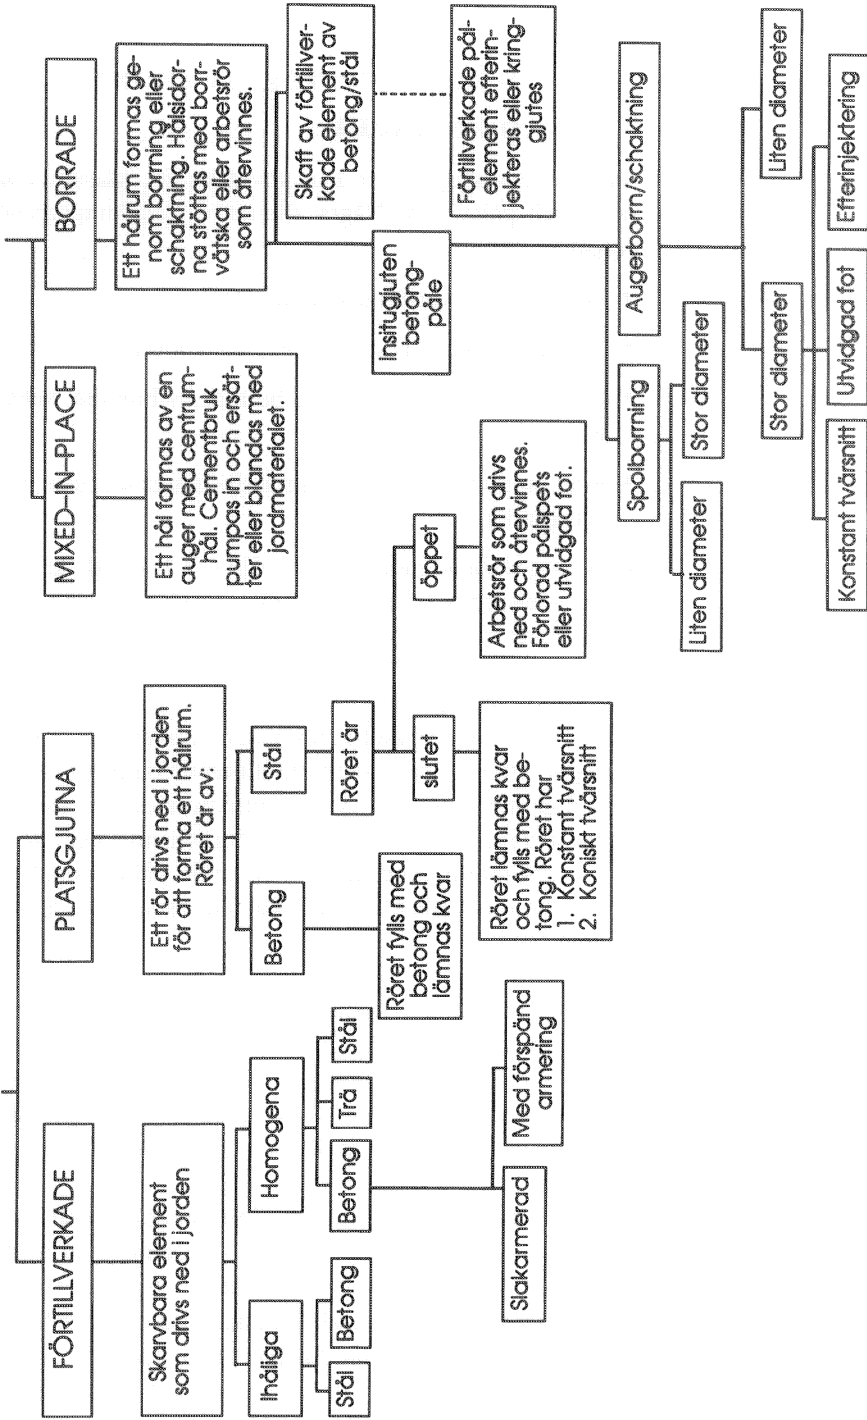 FÖRTILLVERKADE
Skarvbara element
som drivs ned i jorden
Ihåliga
Stål
Betong
Homogena
Betong
Trä
Stål
Slakarmerad
Med förspänd
armering
PLATSGJUTNA
Ett rör drivs ned i jorden
för att forma ett hålrum.
Röret är av:
Betong
Röret fylls med
betong och
lämnas kvar
Stål
Röret är
slutet
Röret lämnas kvar
och fylls med be-
tong. Röret har
1. Konstant tvärsnitt
2. Koniskt tvärsnitt
öppet
Arbetsrör som drivs
ned och återvinnes.
Förlorad pålspets
eller utvidgad fot.
MIXED-IN-PLACE
Ett hål formas av en
auger med centrum-
hål. Cementbruk
pumpas in och ersät-
ter eller blandas med
jordmaterialet.
BORRADE
Ett hålrum formas ge-
nom borrning eller
schaktning. Hålsidor-
na stöttas med borr-
vätska eller arbetsrör
som återvinnes.
Insitugjuten
betong-
påle
Skaft av förtillver-
kade element av
betong/stål
Förtillverkade pål-
element efterin-
jekteras eller kring-
gjutes
Spolborrning
Liten diameter
Stor diameter
Augerborrn/schaktning
Stor diameter
Liten diameter
Konstant tvärsnitt
Utvidgad fot
Efterinjektering